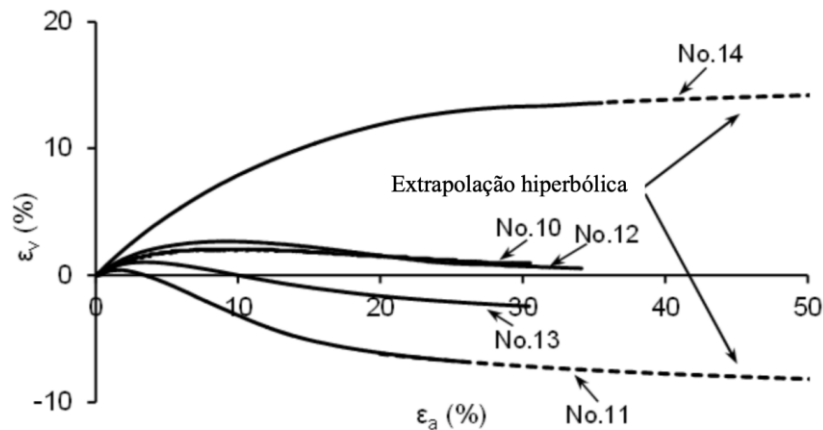 20
No.14
10
Extrapolação hiperbólica
εv (%)
No.10
No.12
0
0 10 20 30 40 50
No.13
-10
εa (%)
No.11